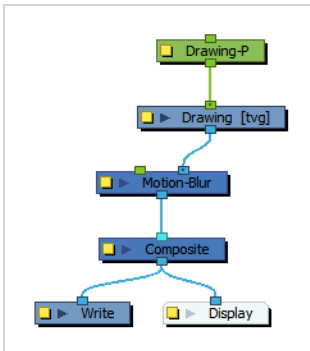 Drawing-P
Drawing [tvg]
Motion-Blur
Composite
Write
Display